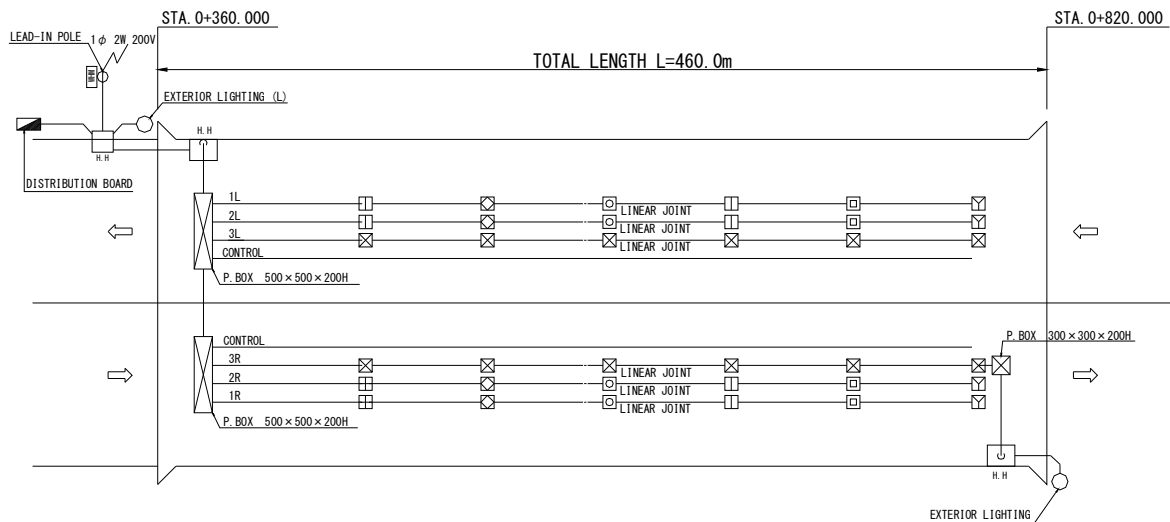 STA. 0+360.000
STA. 0+820.000
LEAD-IN POLE 1φ 2W 200V
TOTAL LENGTH L=460.0m
WHM
EXTERIOR LIGHTING (L)
H.H
H.H
DISTRIBUTION BOARD
1L
LINEAR JOINT
2L
LINEAR JOINT
3L
LINEAR JOINT
CONTROL
P.BOX 500×500×200H
CONTROL
P.BOX 300×300×200H
3R
LINEAR JOINT
2R
LINEAR JOINT
1R
LINEAR JOINT
P.BOX 500×500×200H
H.H
EXTERIOR LIGHTING